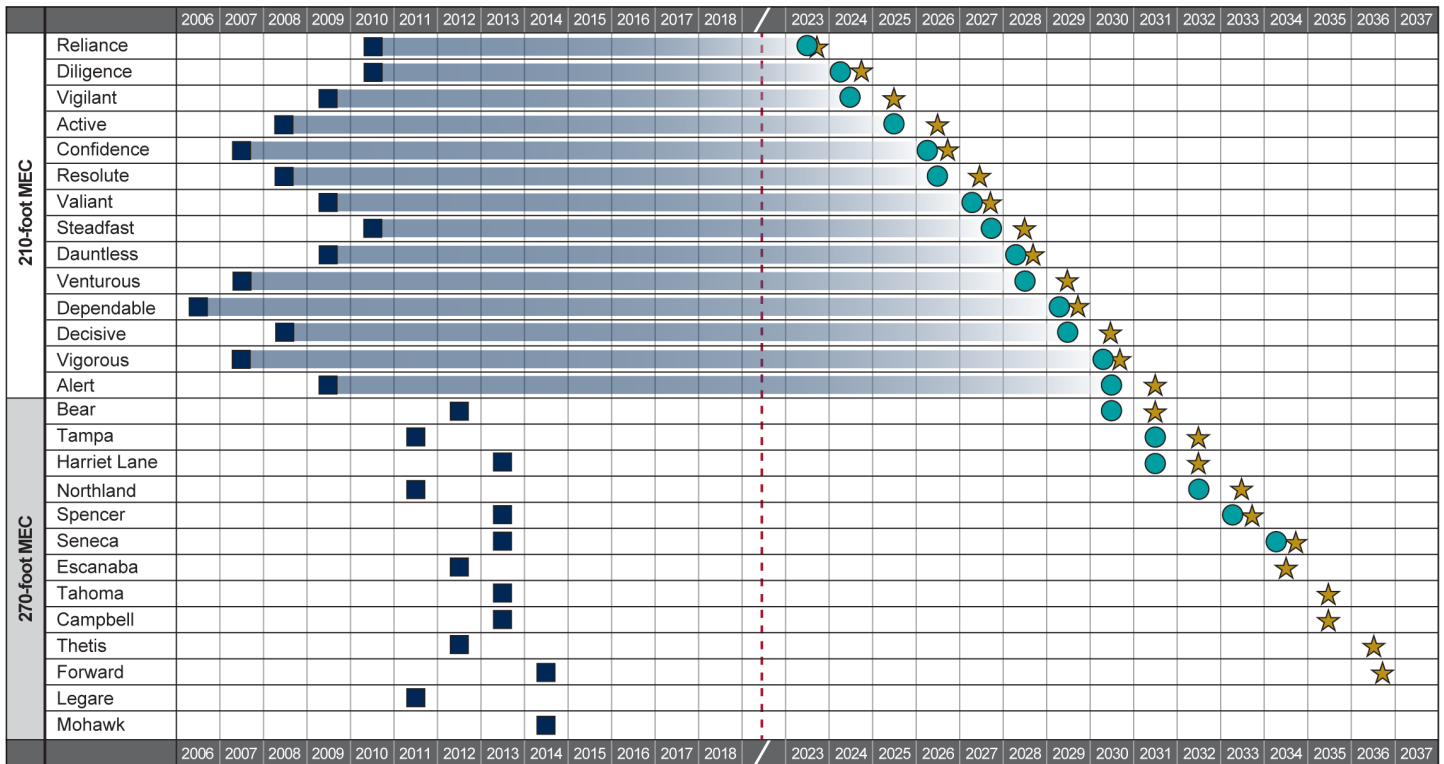 2006 2007 2008 2009 2010 2011 2012 2013 2014 2015 2016 2017 2018 2023 2024 2025 2026 2027 2028 2029 2030 2031 2032 2033 2034 2035 2036 2037
210-foot MEC
Reliance
Diligence
Vigilant
Active
Confidence
Resolute
Valiant
Steadfast
Dauntless
Venturous
Dependable
Decisive
Vigorous
Alert
270-foot MEC
Bear
Tampa
Harriet Lane
Northland
Spencer
Seneca
Escanaba
Tahoma
Campbell
Thetis
Forward
Legare
Mohawk
2006 2007 2008 2009 2010 2011 2012 2013 2014 2015 2016 2017 2018 2023 2024 2025 2026 2027 2028 2029 2030 2031 2032 2033 2034 2035 2036 2037